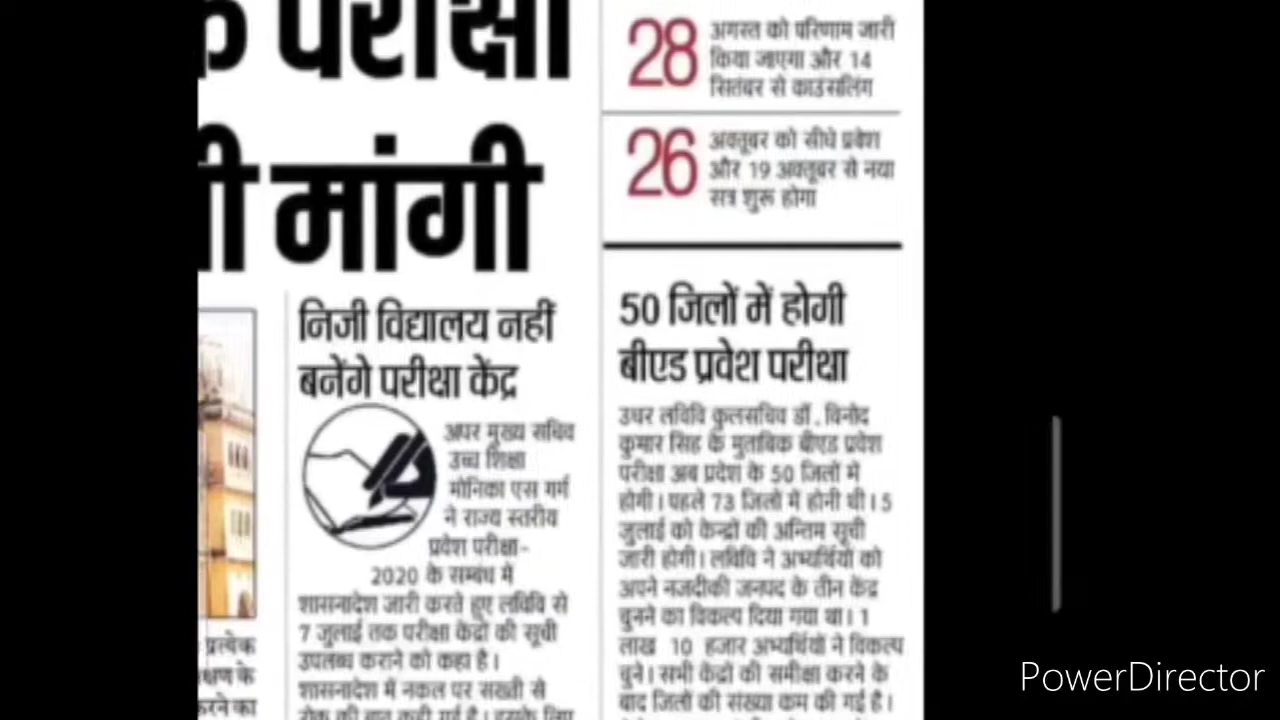 परीक्षा
मांगी
28 अगस्त को परिणाम जारी
किया जाएगा और 14
सितंबर से काउंसलिंग
26 अक्तूबर को सीधे प्रवेश
और 19 अक्तूबर से नया
सत्र शुरू होगा
निजी विद्यालय नहीं
बनेंगे परीक्षा केंद्र
अपर मुख्य सचिव
उच्च शिक्षा
मोनिका एस गर्ग
ने राज्य स्तरीय
प्रवेश परीक्षा-
2020 के सम्बंध में
शासनादेश जारी करते हुए लविवि से
7 जुलाई तक परीक्षा केंद्रों की सूची
उपलब्ध कराने को कहा है।
शासनादेश में नकल पर सख्ती से
50 जिलों में होगी
बीएड प्रवेश परीक्षा
उधर लविवि कुलसचिव डॉ. विनोद
कुमार सिंह के मुताबिक बीएड प्रवेश
परीक्षा अब प्रदेश के 50 जिलों में
होगी। पहले 73 जिलों में होनी थी। 5
जुलाई को केन्द्रों की अन्तिम सूची
जारी होगी। लविवि ने अभ्यर्थियों को
अपने नजदीकी जनपद के तीन केंद्र
चुनने का विकल्प दिया गया था। 1
लाख 10 हजार अभ्यर्थियों ने विकल्प
चुने। सभी केंद्रों की समीक्षा करने के
बाद जिलों की संख्या कम की गई है।
प्रत्येक
के
करने का
PowerDirector